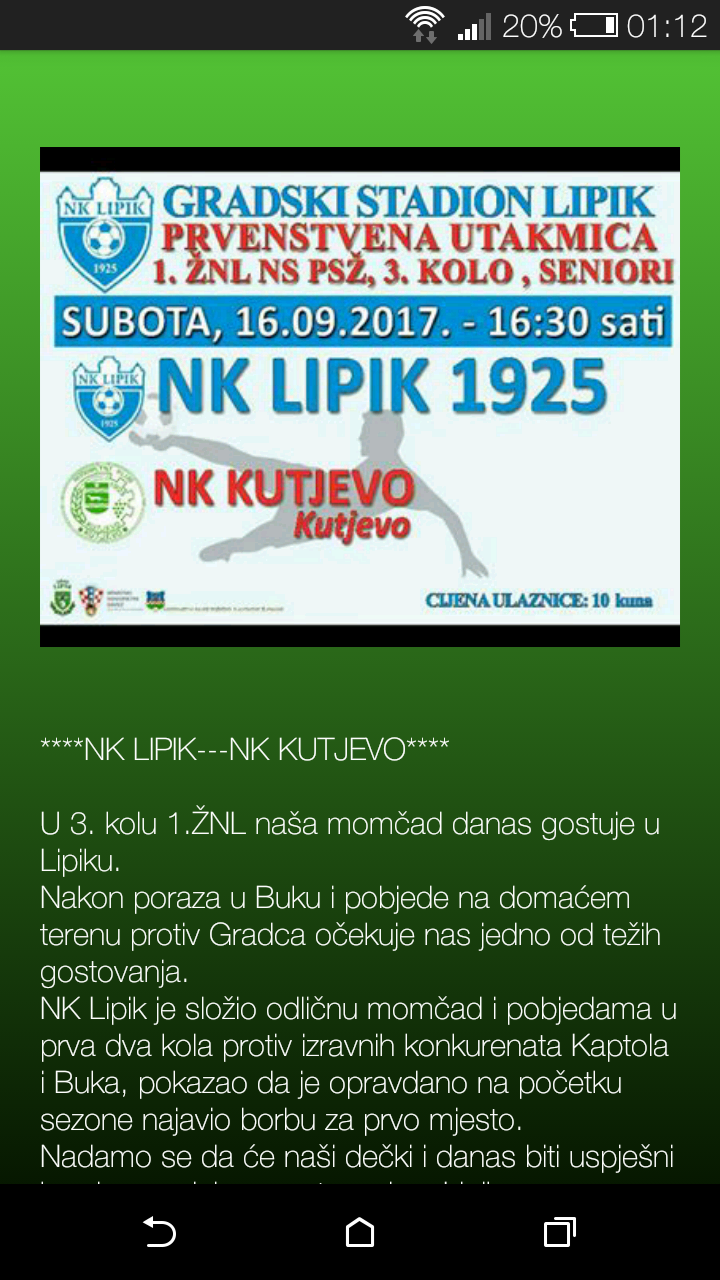 20% 01:12
NK LIPIK
1925
GRADSKI STADION LIPIK
PRVENSTVENA UTAKMICA
1. ŽNL NS PSŽ, 3. KOLO , SENIORI
SUBOTA, 16.09.2017. - 16:30 sati
NK LIPIK
1925
NK LIPIK 1925
NK KUTJEVO
Kutjevo
CIJENA ULAZNICE: 10 kuna
****NK LIPIK---NK KUTJEVO****
U 3. kolu 1.ŽNL naša momčad danas gostuje u
Lipiku.
Nakon poraza u Buku i pobjede na domaćem
terenu protiv Gradca očekuje nas jedno od težih
gostovanja.
NK Lipik je složio odličnu momčad i pobjedama u
prva dva kola protiv izravnih konkurenata Kaptola
i Buka, pokazao da je opravdano na početku
sezone najavio borbu za prvo mjesto.
Nadamo se da će naši dečki i danas biti uspješni